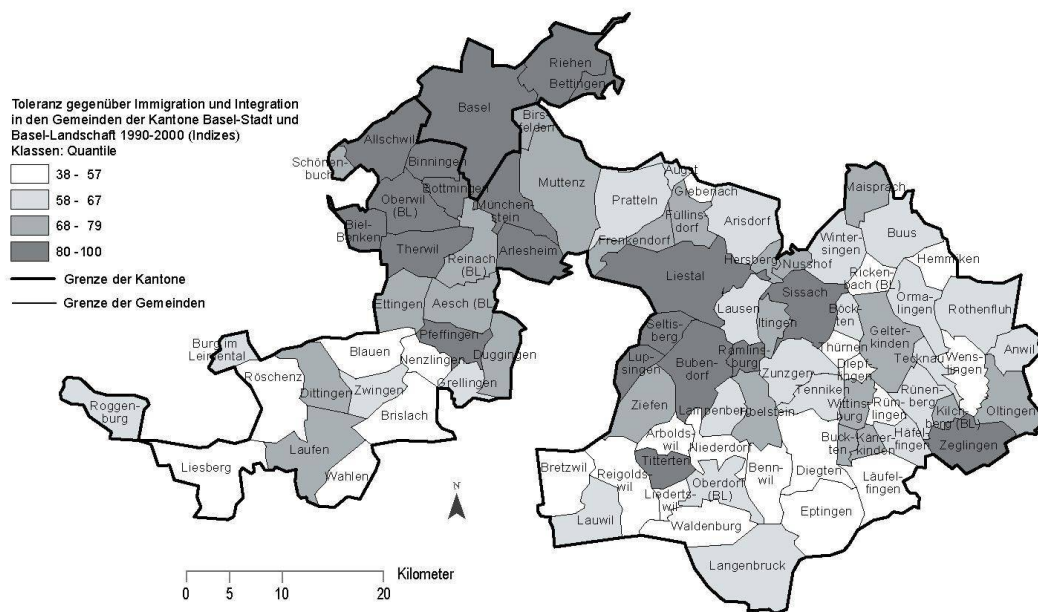 Toleranz gegenüber Immigration und Integration
in den Gemeinden der Kantone Basel-Stadt und
Basel-Landschaft 1990-2000 (Indizes)
Klassen: Quantile
38 - 57
58 - 67
68 - 79
80 - 100
Grenze der Kantone
Grenze der Gemeinden
Riehen
Bettingen
Basel
Birs-
felden
Allschwil
Schönen-
buch
Binningen
Bottmingen
Oberwil
(BL)
München-
stein
Muttenz
Biel-
Benken
Therwil
Reinach
(BL)
Arlesheim
Ettingen
Aesch (BL
Pfeffingen
Duggingen
Nenzlingen
Grellingen
Burg im
Leimental
Blauen
Röschenz
Dittingen
Zwingen
Brislach
Roggen-
burg
Laufen
Wahlen
Liesberg
Augst
Giebenach
Pratteln
Füllins-
dorf
Arisdorf
Frenkendorf
Liestal
Hersberg
Nusshof
Winter-
singen
Maisprach
Buus
Hemmiken
Ricken-
bach (BL)
Orma-
lingen
Rothenfluh
Sissach
Lausen
Itingen
Böck-
ten
Gelter-
kinden
Thürnen
Diepf-
lingen
Tecknau
Wens-
lingen
Anwil
Seltis-
berg
Lup-
singen
Buben-
dorf
Ramlins-
burg
Zunzgen
Tenniken
Wittins-
burg
Rüm-
lingen
Rünen-
berg
Kilch-
berg (BL)
Oltingen
Zeglingen
Ziefen
Lampenberg
Hölstein
Buck-
ten
Känerk-
inden
Häfel-
fingen
Arbolds-
wil
Niederdorf
Titterten
Bretzwil
Reigolds-
wil
Oberdorf
(BL)
Benn-
wil
Diegten
Läufel-
fingen
Lauwil
Liederts-
wil
Waldenburg
Eptingen
Langenbruck
N
Kilometer
0 5 10 20